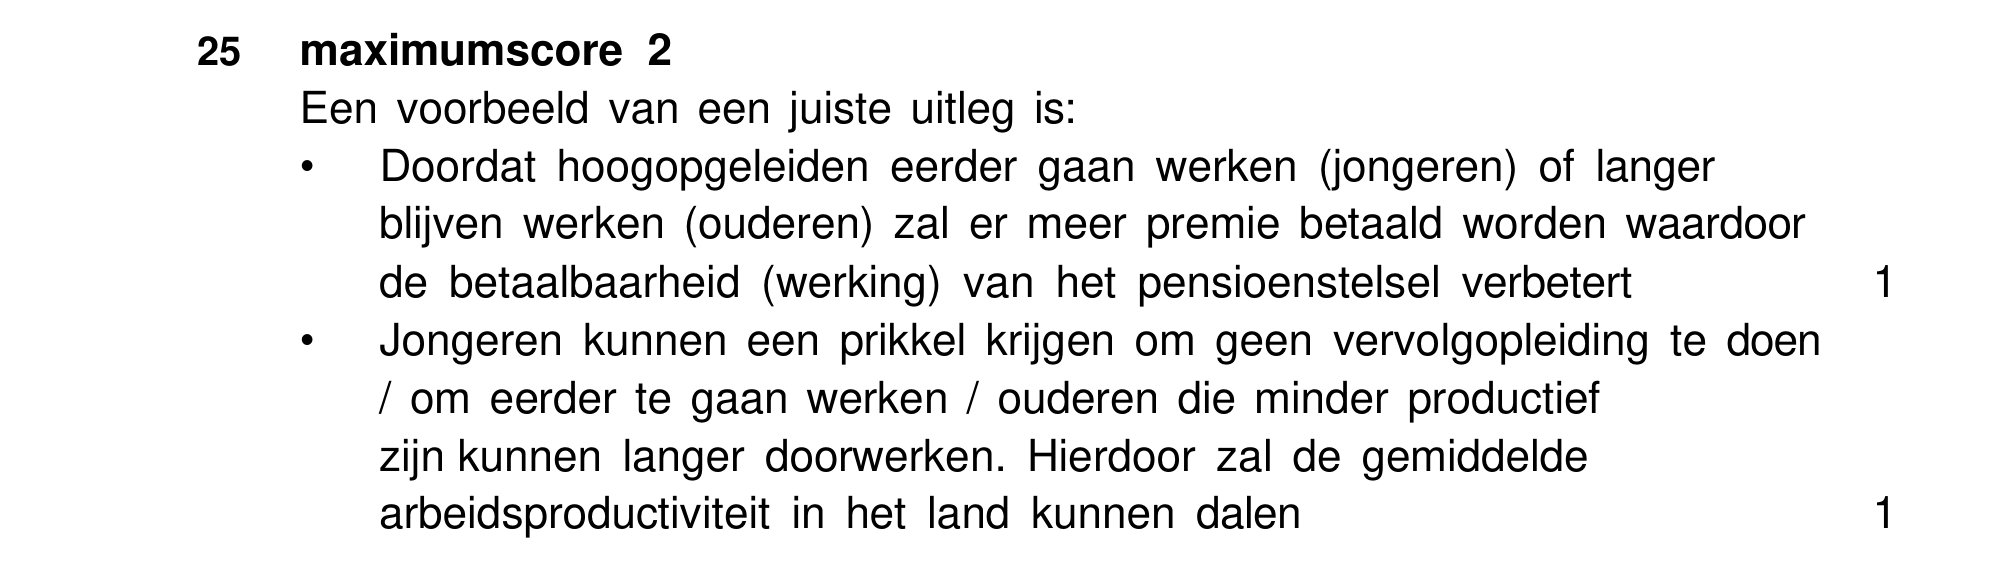 25 maximumscore 2
Een voorbeeld van een juiste uitleg is:
• Doordat hoogopgeleiden eerder gaan werken (jongeren) of langer
blijven werken (ouderen) zal er meer premie betaald worden waardoor
de betaalbaarheid (werking) van het pensioenstelsel verbetert 1
• Jongeren kunnen een prikkel krijgen om geen vervolgopleiding te doen
/ om eerder te gaan werken / ouderen die minder productief
zijn kunnen langer doorwerken. Hierdoor zal de gemiddelde
arbeidsproductiviteit in het land kunnen dalen 1